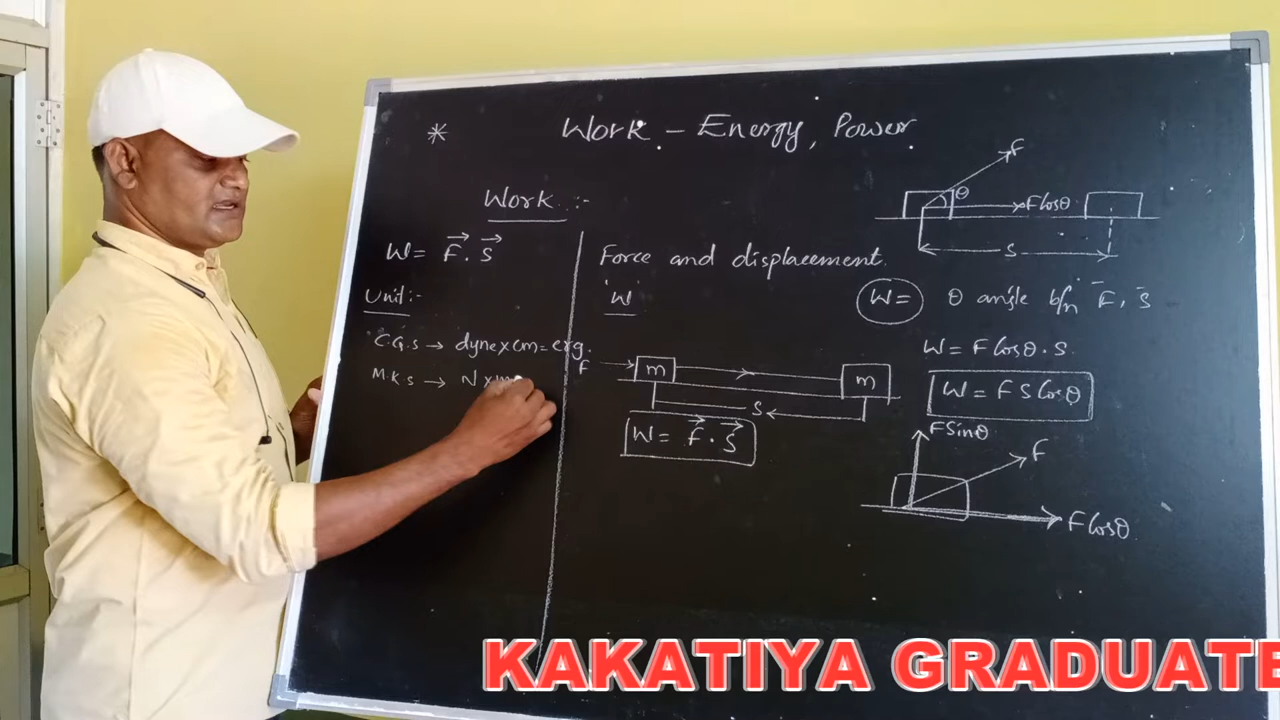 * Work - Energy, Power
Work :-
W = F⃗ . S⃗
Unit :-
C.G.S → dyne x cm = erg.
M.K.S → N x m
Force and displacement.
'W'
F
m
m
S
W = F⃗ . S⃗
F
θ
F Cosθ
S
W =
θ angle b/n F̄, S̄
W = F Cosθ . S
W = F S Cosθ
F Sinθ
F
F Cosθ
KAKATIYA GRADUATE